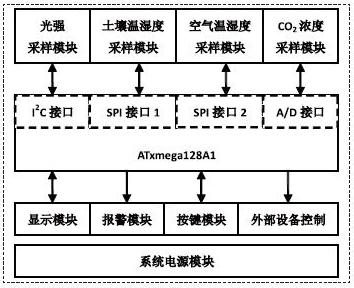 光强
采样模块
土壤温湿度
采样模块
空气温湿度
采样模块
CO₂ 浓度
采样模块
I²C 接口
SPI 接口 1
SPI 接口 2
A/D 接口
ATxmega128A1
显示模块
报警模块
按键模块
外部设备控制
系统电源模块